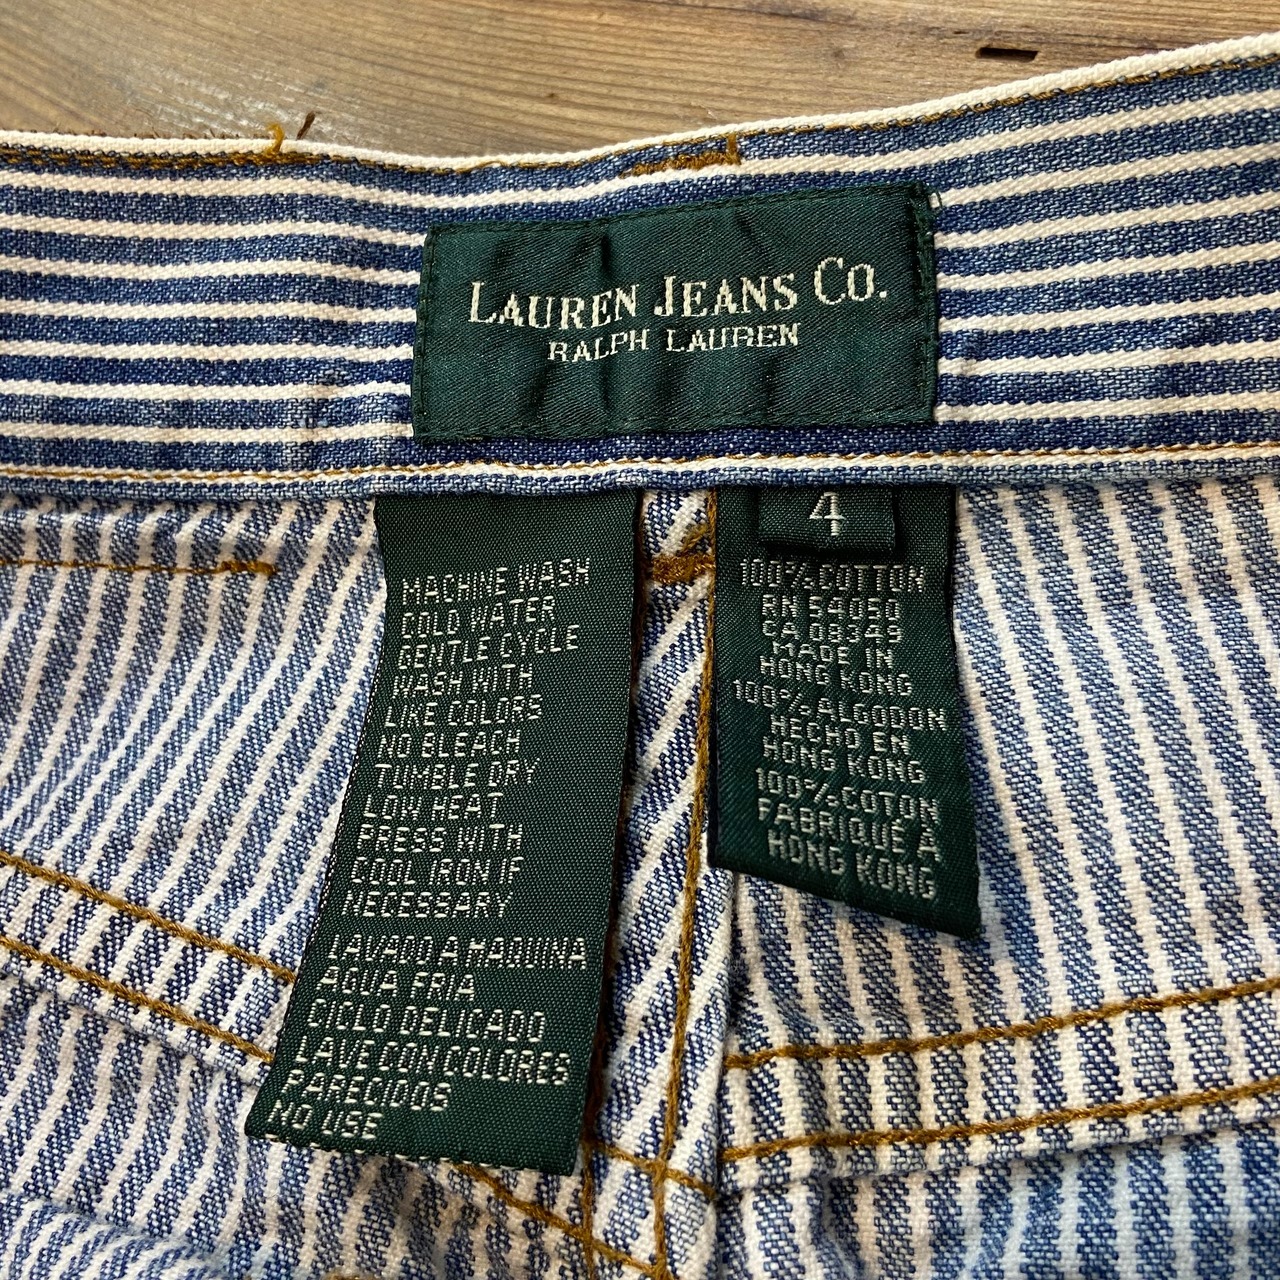 LAUREN JEANS CO.
RALPH LAUREN
MACHINE WASH
COLD WATER
GENTLE CYCLE
WASH WITH
LIKE COLORS
NO BLEACH
TUMBLE DRY
LOW HEAT
PRESS WITH
COOL IRON IF
NECESSARY
LAVADO A MAQUINA
AGUA FRIA
CICLO DELICADO
LAVE CON COLORES
PARECIDOS
NO USE
4
100% COTTON
RN 54050
CA 08349
MADE IN
HONG KONG
100% ALGODON
HECHO EN
HONG KONG
100% COTON
FABRIQUÉ À
HONG KONG